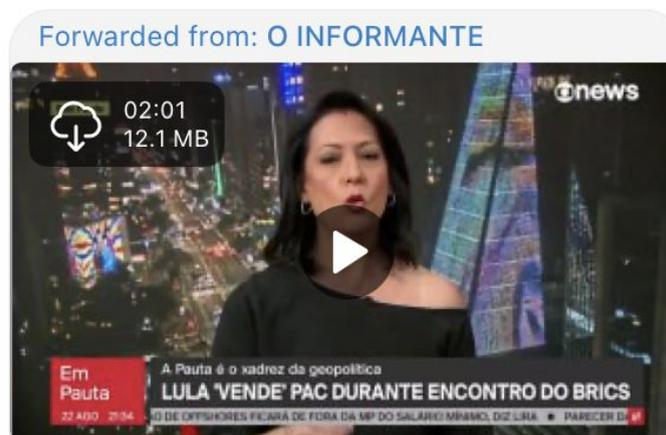 Forwarded from: O INFORMANTE
02:01
12.1 MB
news
Em
Pauta
A Pauta é o xadrez da geopolítica
LULA 'VENDE' PAC DURANTE ENCONTRO DO BRICS
22 AGO 21:34
O DE OFFSHORES FICARÁ DE FORA DA MP DO SALÁRIO MÍNIMO, DIZ LIRA • PARECER